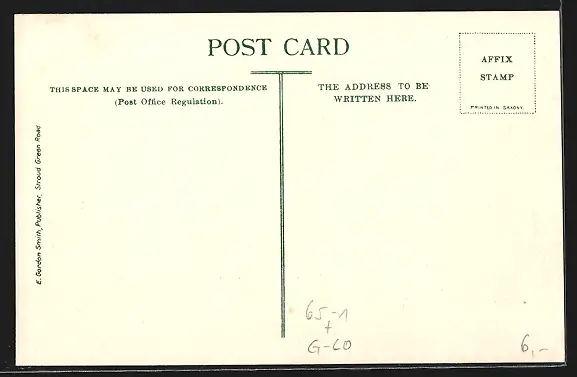 POST CARD
THIS SPACE MAY BE USED FOR CORRESPONDENCE
(Post Office Regulation).
THE ADDRESS TO BE
WRITTEN HERE.
AFFIX
STAMP
PRINTED IN SAXONY.
E. Gordon Smith, Publisher, Stroud Green Road
65-1
+
G-LO
6,-